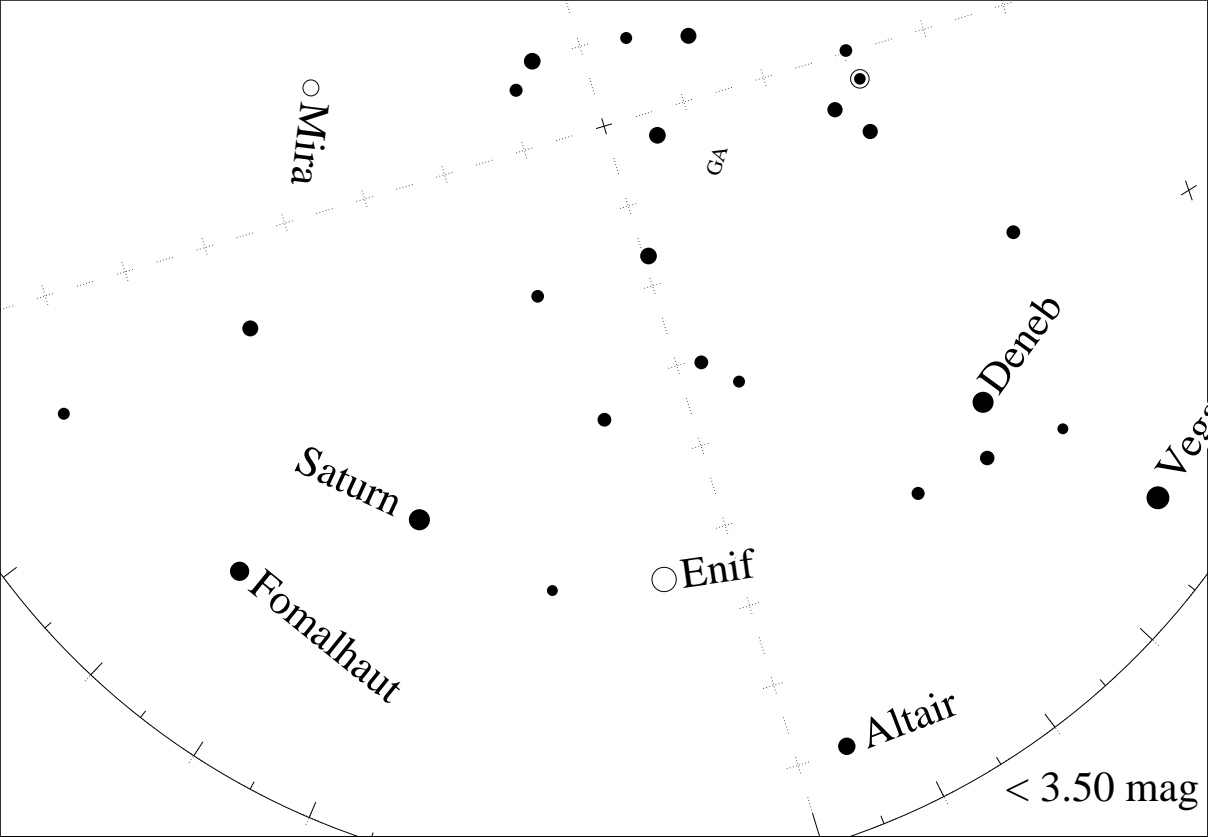 Mira
GA
Deneb
Saturn
Enif
Fomalhaut
Altair
< 3.50 mag